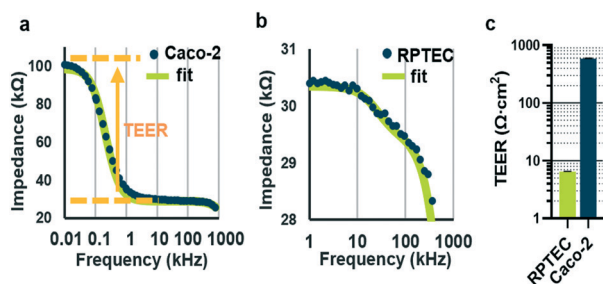 a
Caco-2
fit
TEER
Impedance (kΩ)
100
80
60
40
20
0.01 0.1 1 10 100 1000
Frequency (kHz)
b
RPTEC
fit
Impedance (kΩ)
31
30
29
28
1 10 100 1000
Frequency (kHz)
c
TEER (Ω·cm²)
1000
100
10
1
RPTEC
Caco-2